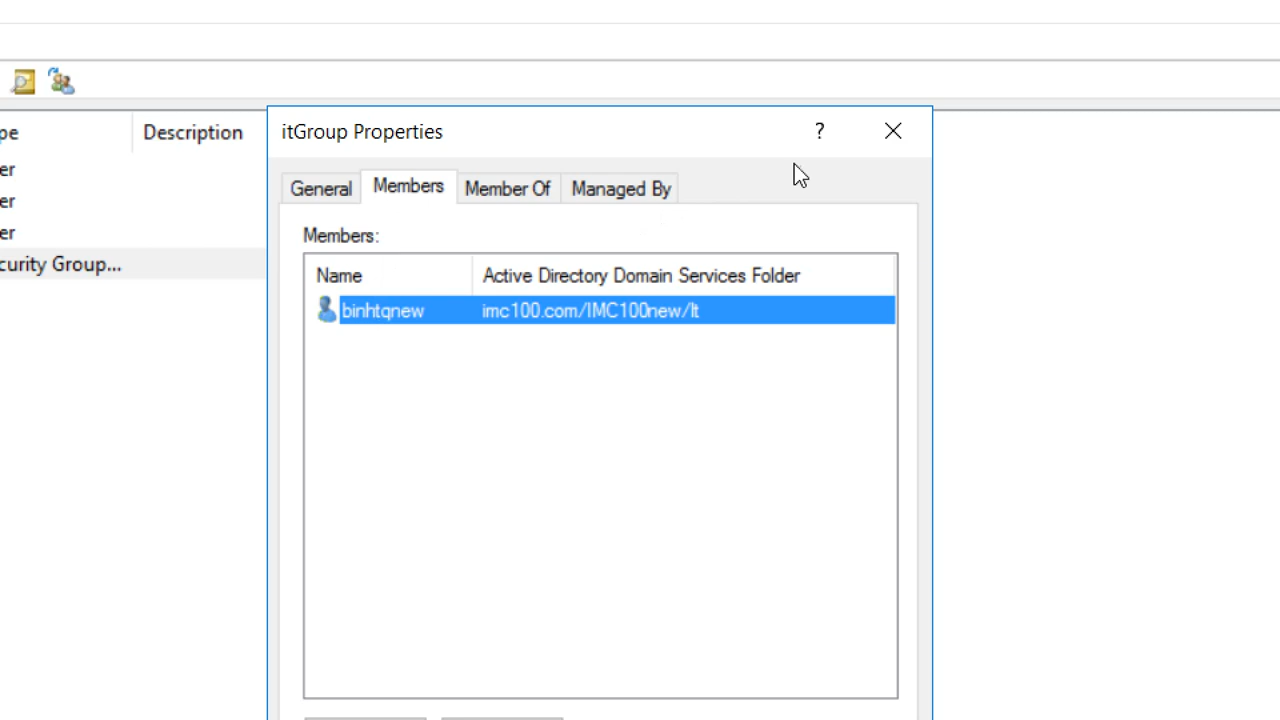 pe
Description
er
er
er
curity Group...
itGroup Properties
?
General
Members
Member Of
Managed By
Members:
Name
Active Directory Domain Services Folder
binhtqnew
imc100.com/IMC100new/It